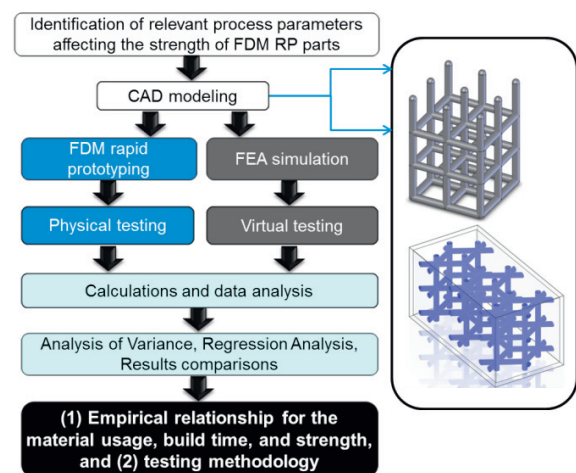 Identification of relevant process parameters
affecting the strength of FDM RP parts
CAD modeling
FDM rapid
prototyping
FEA simulation
Physical testing
Virtual testing
Calculations and data analysis
Analysis of Variance, Regression Analysis,
Results comparisons
(1) Empirical relationship for the
material usage, build time, and strength,
and (2) testing methodology